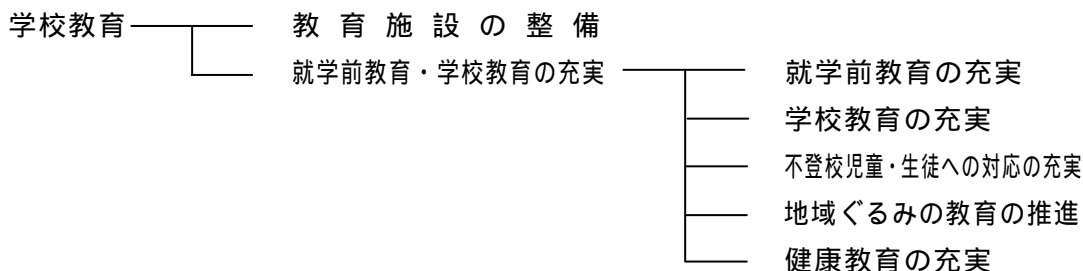 学校教育 教育施設の整備
就学前教育・学校教育の充実 就学前教育の充実
学校教育の充実
不登校児童・生徒への対応の充実
地域ぐるみの教育の推進
健康教育の充実